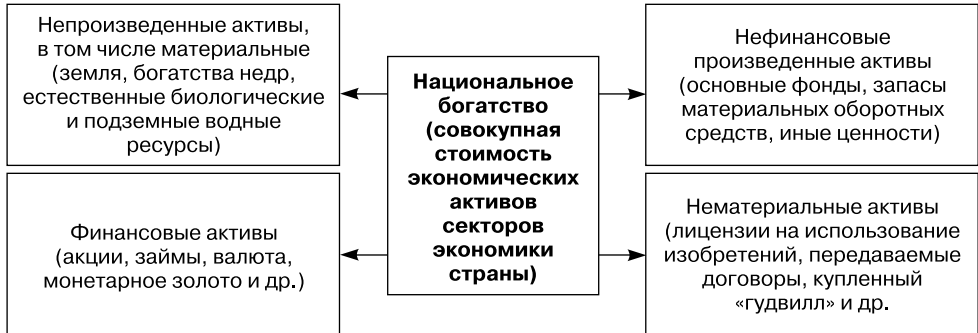 Непроизведенные активы,
в том числе материальные
(земля, богатства недр,
естественные биологические
и подземные водные
ресурсы)
Финансовые активы
(акции, займы, валюта,
монетарное золото и др.)
Национальное
богатство
(совокупная
стоимость
экономических
активов
секторов
экономики
страны)
Нефинансовые
произведенные активы
(основные фонды, запасы
материальных оборотных
средств, иные ценности)
Нематериальные активы
(лицензии на использование
изобретений, передаваемые
договоры, купленный
«гудвилл» и др.